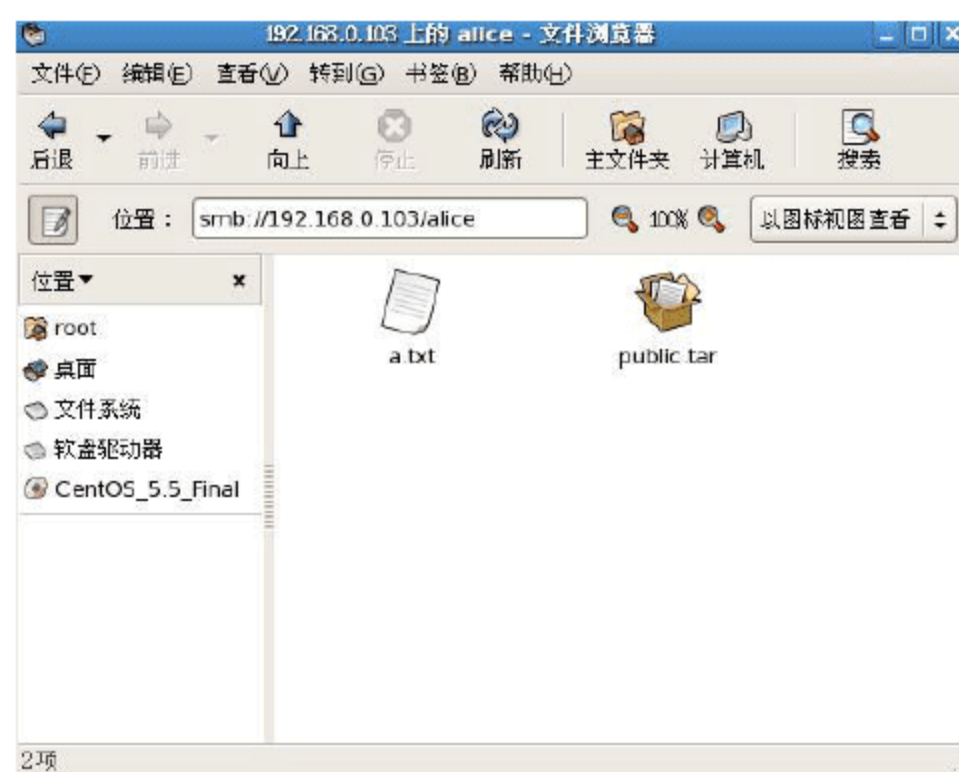 192.168.0.103 上的 alice - 文件浏览器
文件(F) 编辑(E) 查看(V) 转到(G) 书签(B) 帮助(H)
后退 前进 向上 停止 刷新 主文件夹 计算机 搜索
位置： smb://192.168.0.103/alice 100% 以图标视图查看
位置
root
桌面
文件系统
软盘驱动器
CentOS_5.5_Final
a.txt
public.tar
2项